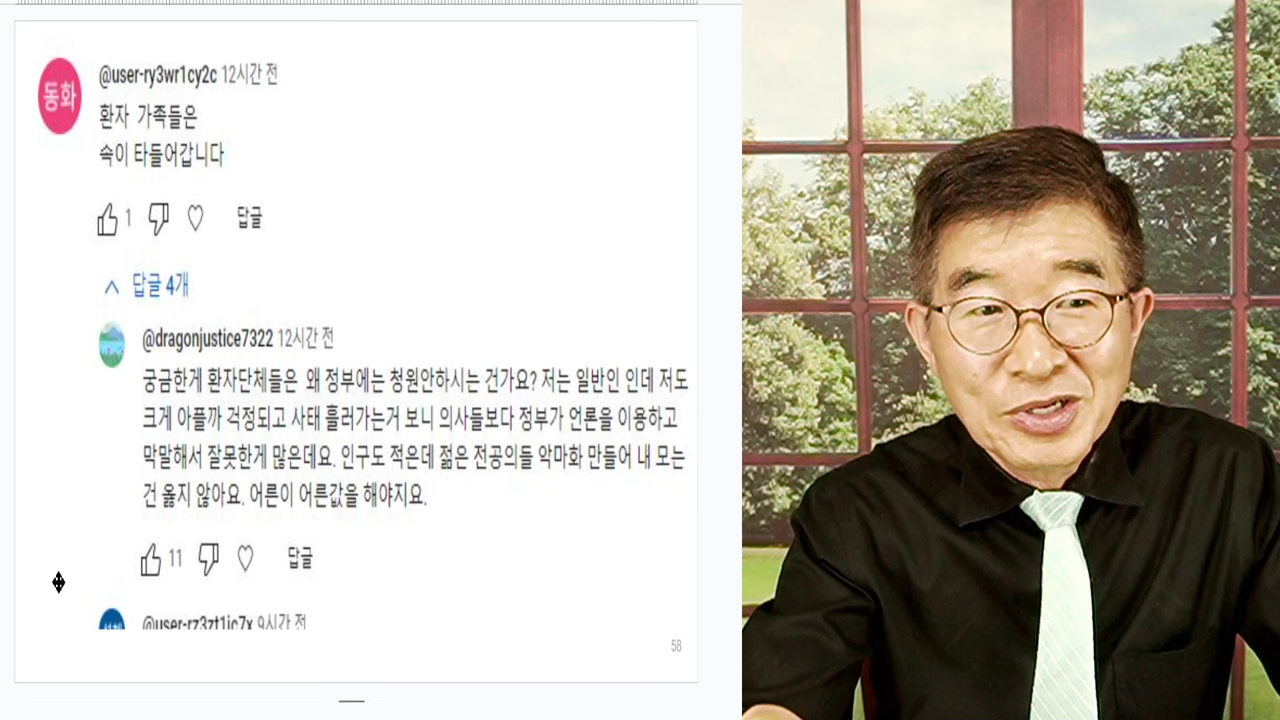 동화
@user-ry3wr1cy2c 12시간 전
환자 가족들은
속이 타들어갑니다
1
답글
답글 4개
@dragonjustice7322 12시간 전
궁금한게 환자단체들은 왜 정부에는 청원안하시는 건가요? 저는 일반인 인데 저도
크게 아플까 걱정되고 사태 흘러가는거 보니 의사들보다 정부가 언론을 이용하고
막말해서 잘못한게 많은데요. 인구도 적은데 젊은 전공의들 악마화 만들어 내 모는
건 옳지 않아요. 어른이 어른값을 해야지요.
11
답글
@user-rz3zt1ic7x 9시간 전
58